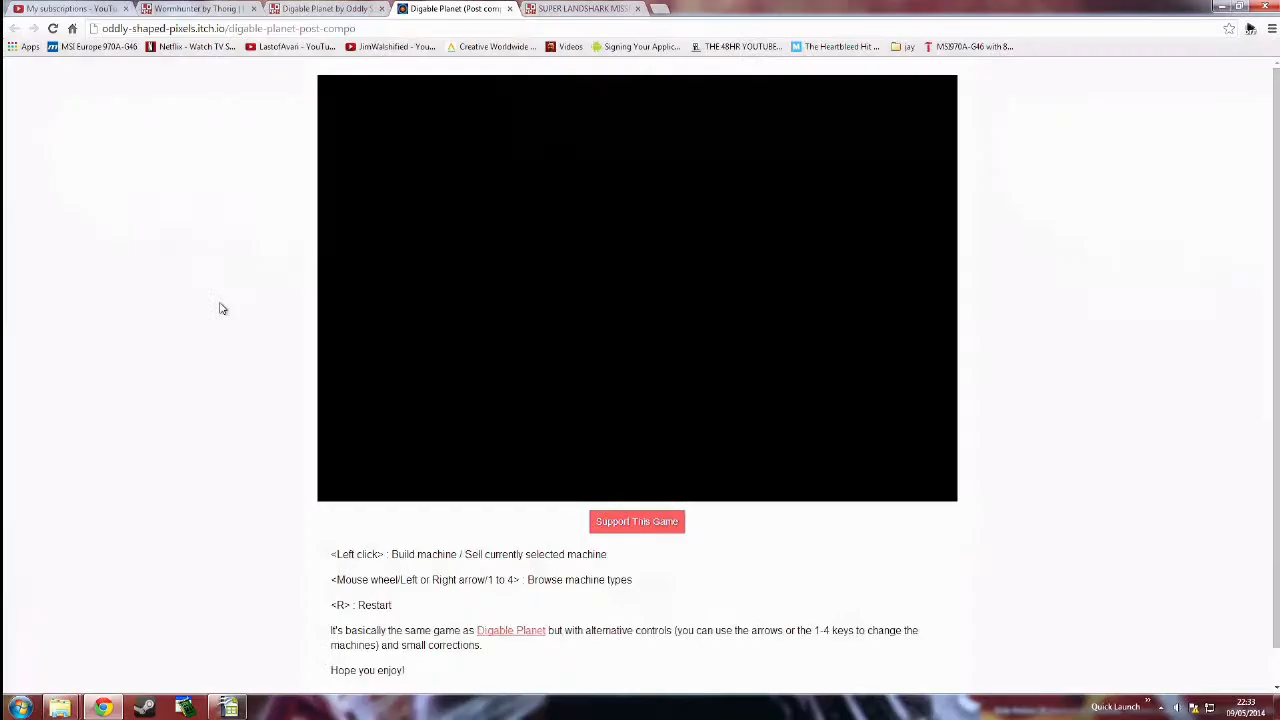 My subscriptions - YouTu
Wormhunter by Thorig |
Digable Planet by Oddly S
Digable Planet (Post comp
SUPER LANDSHARK MISS
oddly-shaped-pixels.itch.io/digable-planet-post-compo
Apps
MSI Europe 970A-G46
Netflix - Watch TV S...
LastofAvari - YouTu...
JimWalshified - You...
Creative Worldwide ...
Videos
Signing Your Applic...
THE 48HR YOUTUBE...
The Heartbleed Hit ...
jay
MSI970A-G46 with 8...
Support This Game
<Left click> : Build machine / Sell currently selected machine
<Mouse wheel/Left or Right arrow/1 to 4> : Browse machine types
<R> : Restart
It's basically the same game as Digable Planet but with alternative controls (you can use the arrows or the 1-4 keys to change the
machines) and small corrections.
Hope you enjoy!
Quick Launch
22:33
09/05/2014